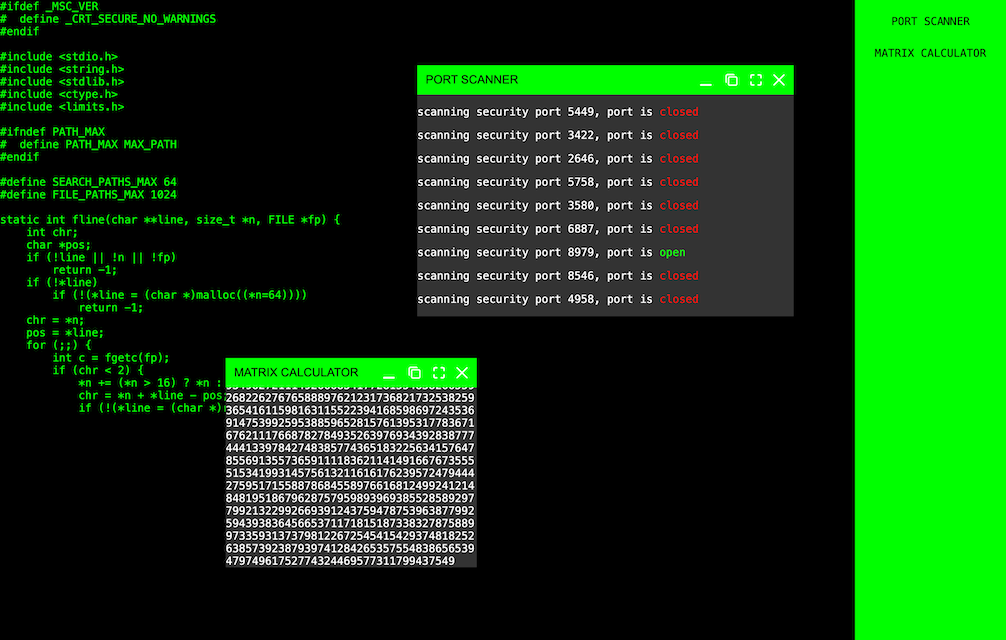 #ifdef _MSC_VER
#  define _CRT_SECURE_NO_WARNINGS
#endif
#include <stdio.h>
#include <string.h>
#include <stdlib.h>
#include <ctype.h>
#include <limits.h>
#ifndef PATH_MAX
#  define PATH_MAX MAX_PATH
#endif
#define SEARCH_PATHS_MAX 64
#define FILE_PATHS_MAX 1024
static int fline(char **line, size_t *n, FILE *fp) {
    int chr;
    char *pos;
    if (!line || !n || !fp)
        return -1;
    if (!*line)
        if (!(*line = (char *)malloc((*n=64))))
            return -1;
    chr = *n;
    pos = *line;
    for (;;) {
        int c = fgetc(fp);
        if (chr < 2) {
            *n += (*n > 16) ? *n :
            chr = *n + *line - pos
            if (!(*line = (char *)
PORT SCANNER
scanning security port 5449, port is closed
scanning security port 3422, port is closed
scanning security port 2646, port is closed
scanning security port 5758, port is closed
scanning security port 3580, port is closed
scanning security port 6887, port is closed
scanning security port 8979, port is open
scanning security port 8546, port is closed
scanning security port 4958, port is closed
MATRIX CALCULATOR
26822627676588897621231736821732538259
36541611598163115522394168598697243536
91475399259538859652815761395317783671
67621117668782784935263976934392838777
44413397842748385774365183225634157647
85569135573659111183621141491667673555
51534199314575613211616176239572479444
27595171558878684558976616812499241214
84819518679628757959893969385528589297
79921322992669391243759478753963877992
59439383645665371171815187338327875889
97335931373798122672545415429374818252
63857392387939741284265357554838656539
47974961752774324469577311799437549
PORT SCANNER
MATRIX CALCULATOR